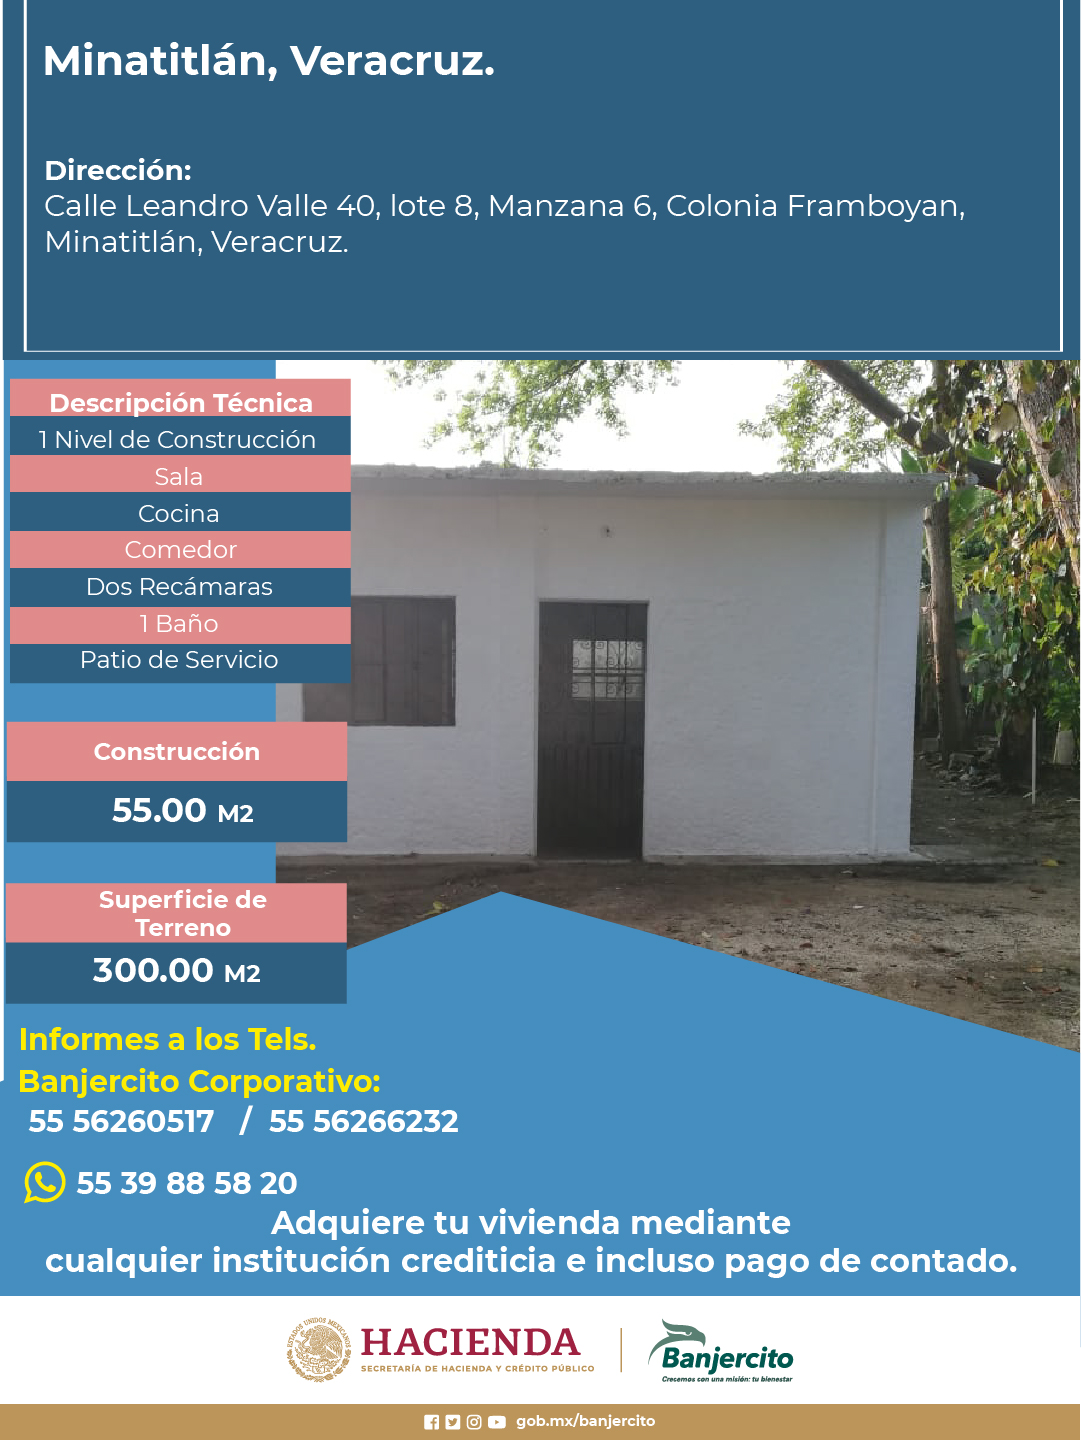 Minatitlán, Veracruz.
Dirección:
Calle Leandro Valle 40, lote 8, Manzana 6, Colonia Framboyan,
Minatitlán, Veracruz.
Descripción Técnica
1 Nivel de Construcción
Sala
Cocina
Comedor
Dos Recámaras
1 Baño
Patio de Servicio
Construcción
55.00 M2
Superficie de
Terreno
300.00 M2
Informes a los Tels.
Banjercito Corporativo:
55 56260517 / 55 56266232
55 39 88 58 20
Adquiere tu vivienda mediante
cualquier institución crediticia e incluso pago de contado.
ESTADOS UNIDOS MEXICANOS
HACIENDA
SECRETARÍA DE HACIENDA Y CRÉDITO PÚBLICO
Banjercito
Crecemos con una misión: tu bienestar
gob.mx/banjercito